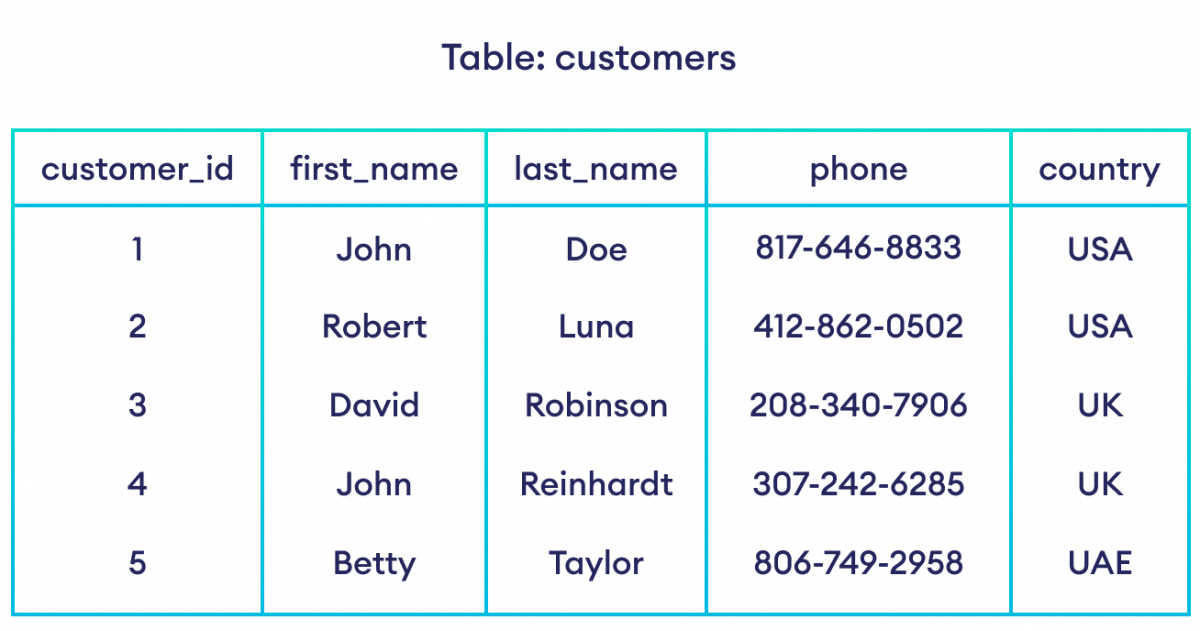 Table: customers
customer_id first_name last_name phone country
1 John Doe 817-646-8833 USA
2 Robert Luna 412-862-0502 USA
3 David Robinson 208-340-7906 UK
4 John Reinhardt 307-242-6285 UK
5 Betty Taylor 806-749-2958 UAE